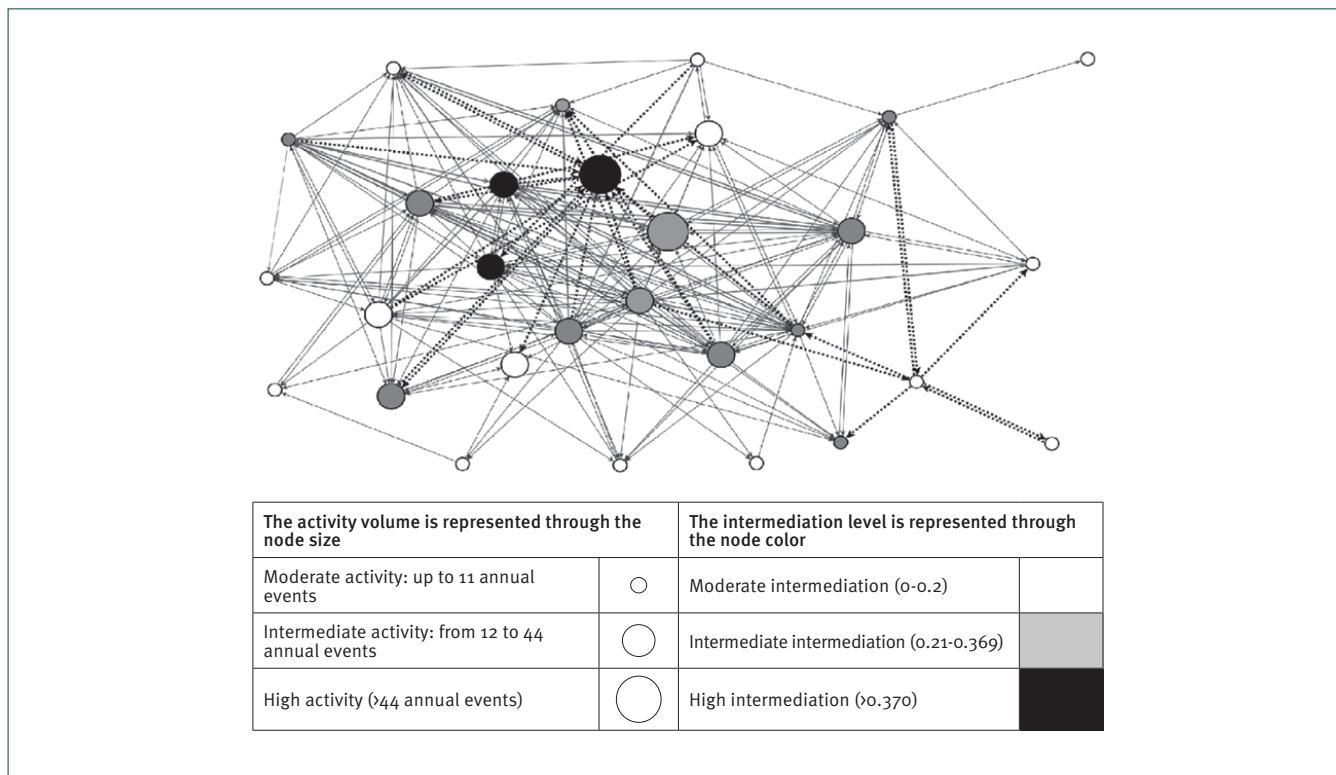 The activity volume is represented through the
node size
The intermediation level is represented through
the node color
Moderate activity: up to 11 annual
events
Moderate intermediation (0-0.2)
Intermediate activity: from 12 to 44
annual events
Intermediate intermediation (0.21-0.369)
High activity (>44 annual events)
High intermediation (>0.370)